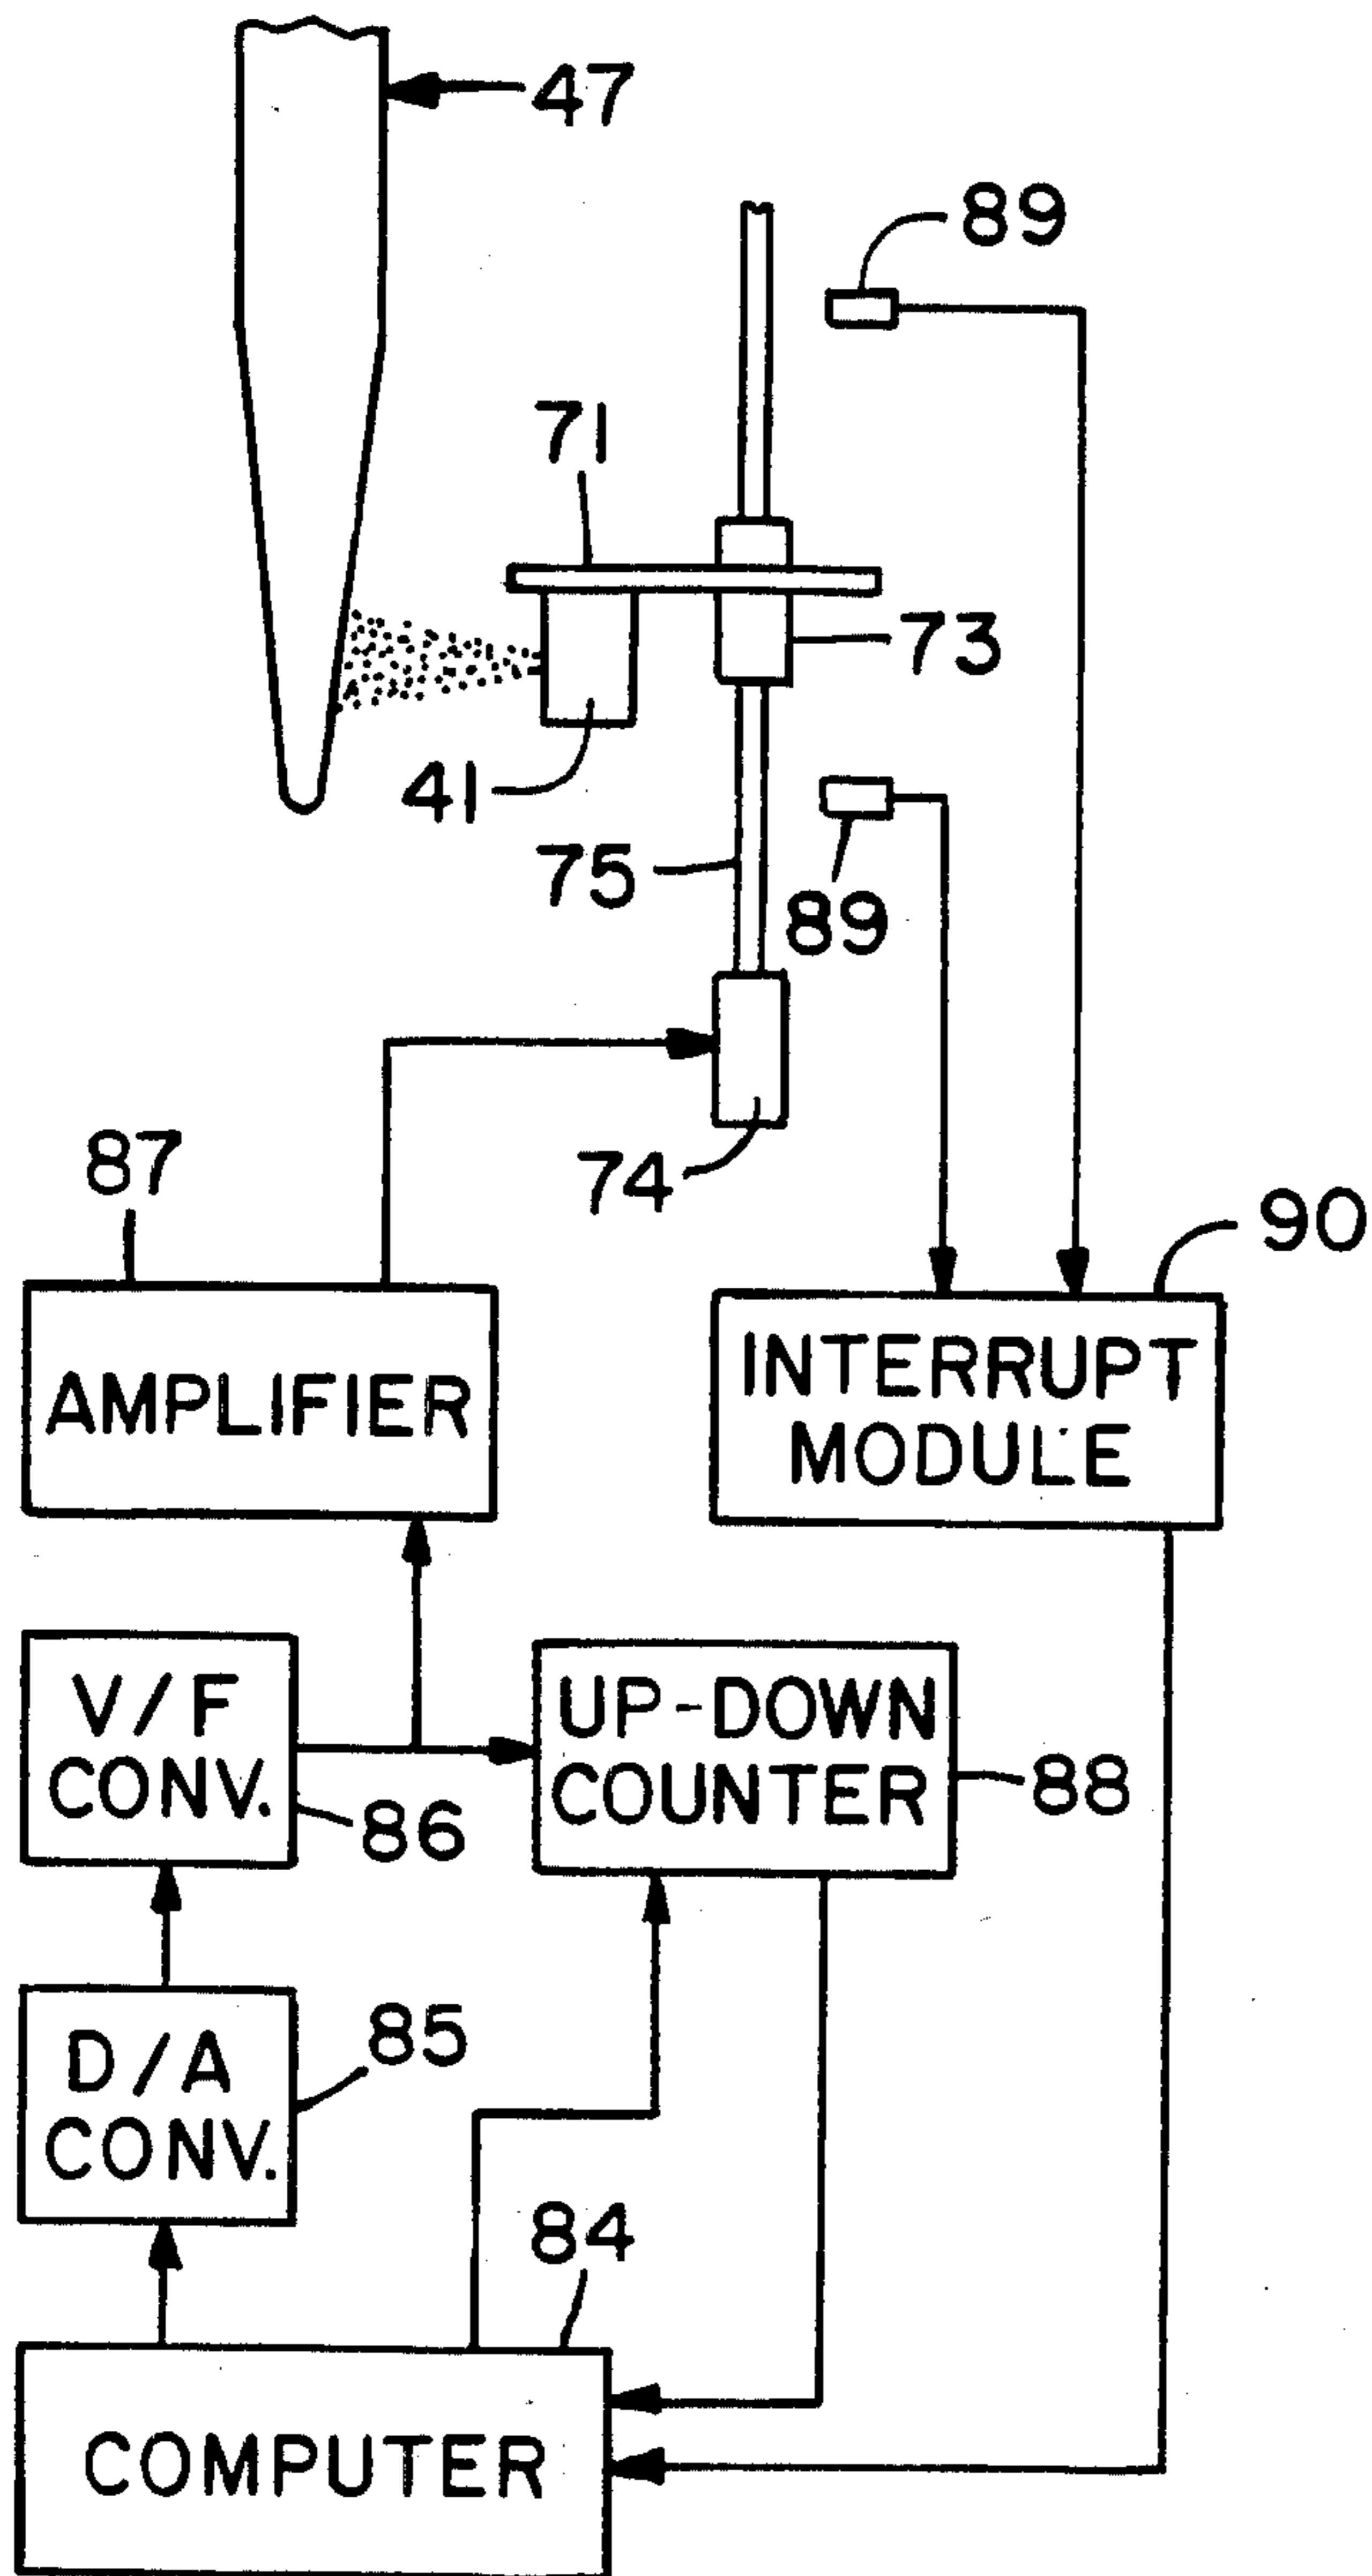 47
89
71
73
41
75
89
74
87
90
AMPLIFIER
INTERRUPT
MODULE
V/F
CONV.
86
UP-DOWN
COUNTER
88
D/A
CONV.
85
84
COMPUTER